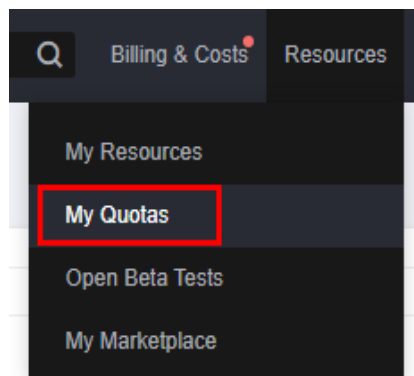 Billing & Costs Resources
My Resources
My Quotas
Open Beta Tests
My Marketplace